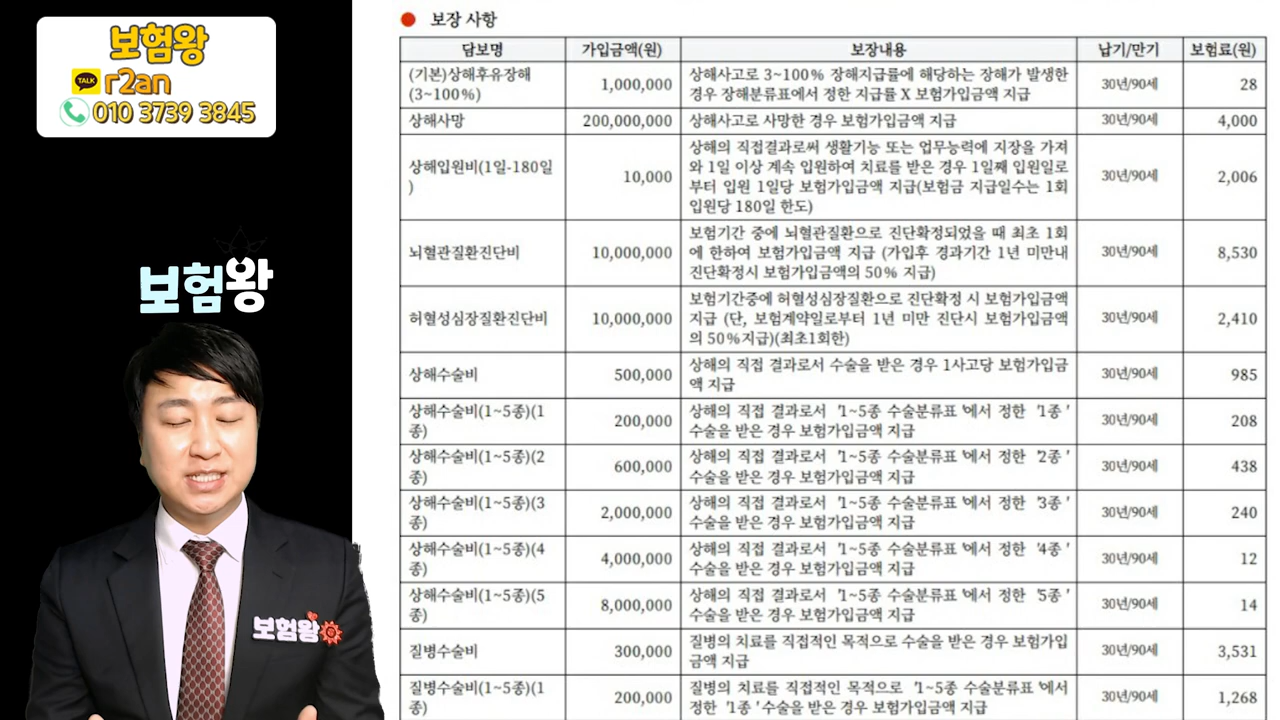 보험왕
TALK r2an
010 3739 3845
보험왕
보험왕
보장 사항
담보명 가입금액(원) 보장내용 납기/만기 보험료(원)
(기본)상해후유장해
(3~100%)
1,000,000
상해사고로 3~100% 장해지급률에 해당하는 장해가 발생한
경우 장해분류표에서 정한 지급률 X 보험가입금액 지급
30년/90세 28
상해사망 200,000,000 상해사고로 사망한 경우 보험가입금액 지급 30년/90세 4,000
상해입원비(1일-180일
)
10,000
상해의 직접결과로써 생활기능 또는 업무능력에 지장을 가져
와 1일 이상 계속 입원하여 치료를 받은 경우 1일째 입원일로
부터 입원 1일당 보험가입금액 지급(보험금 지급일수는 1회
입원당 180일 한도)
30년/90세 2,006
뇌혈관질환진단비 10,000,000
보험기간 중에 뇌혈관질환으로 진단확정되었을 때 최초 1회
에 한하여 보험가입금액 지급 (가입후 경과기간 1년 미만내
진단확정시 보험가입금액의 50% 지급)
30년/90세 8,530
허혈성심장질환진단비 10,000,000
보험기간중에 허혈성심장질환으로 진단확정 시 보험가입금액
지급 (단, 보험계약일로부터 1년 미만 진단시 보험가입금액
의 50%지급)(최초1회한)
30년/90세 2,410
상해수술비 500,000
상해의 직접 결과로서 수술을 받은 경우 1사고당 보험가입금
액 지급
30년/90세 985
상해수술비(1~5종)(1
종)
200,000
상해의 직접 결과로서 '1~5종 수술분류표'에서 정한 '1종'
수술을 받은 경우 보험가입금액 지급
30년/90세 208
상해수술비(1~5종)(2
종)
600,000
상해의 직접 결과로서 '1~5종 수술분류표'에서 정한 '2종'
수술을 받은 경우 보험가입금액 지급
30년/90세 438
상해수술비(1~5종)(3
종)
2,000,000
상해의 직접 결과로서 '1~5종 수술분류표'에서 정한 '3종'
수술을 받은 경우 보험가입금액 지급
30년/90세 240
상해수술비(1~5종)(4
종)
4,000,000
상해의 직접 결과로서 '1~5종 수술분류표'에서 정한 '4종'
수술을 받은 경우 보험가입금액 지급
30년/90세 12
상해수술비(1~5종)(5
종)
8,000,000
상해의 직접 결과로서 '1~5종 수술분류표'에서 정한 '5종'
수술을 받은 경우 보험가입금액 지급
30년/90세 14
질병수술비 300,000
질병의 치료를 직접적인 목적으로 수술을 받은 경우 보험가입
금액 지급
30년/90세 3,531
질병수술비(1~5종)(1
종)
200,000
질병의 치료를 직접적인 목적으로 '1~5종 수술분류표'에서
정한 '1종' 수술을 받은 경우 보험가입금액 지급
30년/90세 1,268